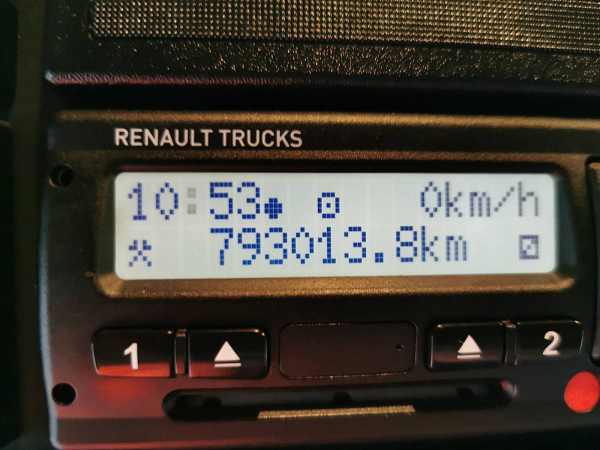 RENAULT TRUCKS
10:53 0km/h
793013.8km
1 2